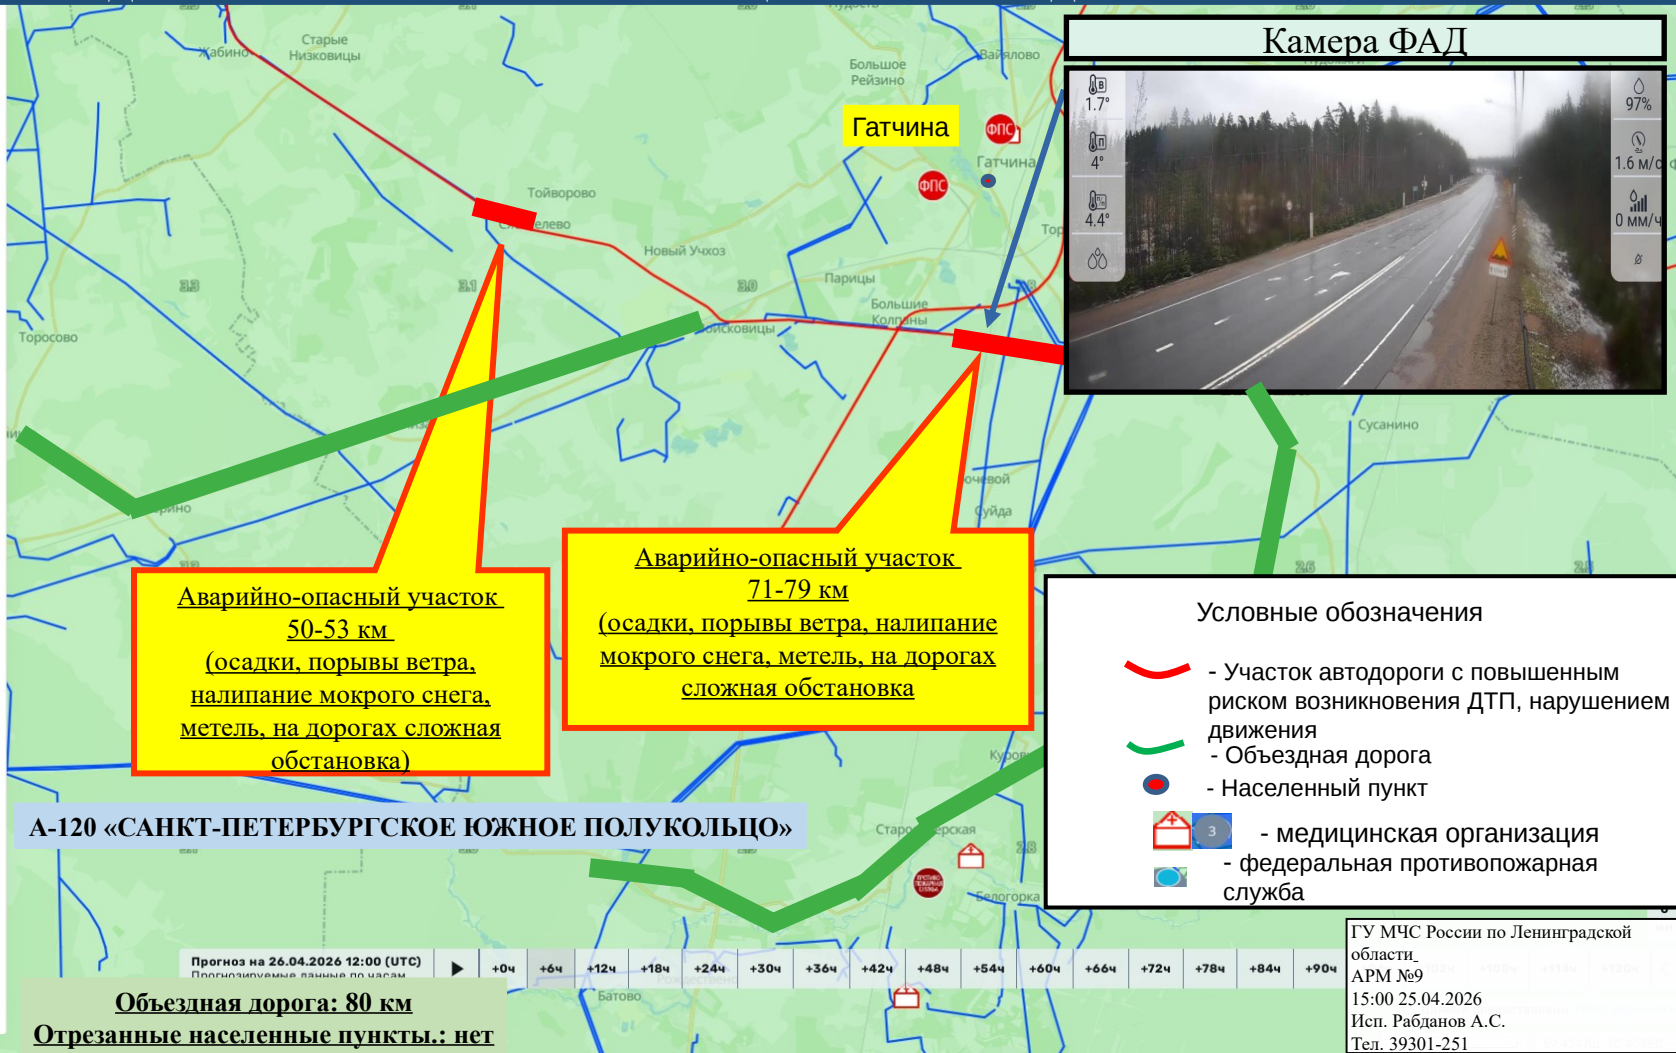 Камера ФАД
Старые
Низковицы
Жабино
Большое
Рейзино
Вайялово
Гатчина
ФПС
Гатчина
ФПС
Тойворово
Новый Учхоз
Парицы
Большие
Колпаны
Торосово
Сусанино
Суйда
В
1.7°
П
4°
4.4°
97%
1.6 м/с
0 мм/ч
Аварийно-опасный участок
50-53 км
(осадки, порывы ветра,
налипание мокрого снега,
метель, на дорогах сложная
обстановка)
Аварийно-опасный участок
71-79 км
(осадки, порывы ветра, налипание
мокрого снега, метель, на дорогах
сложная обстановка
Условные обозначения
- Участок автодороги с повышенным
риском возникновения ДТП, нарушением
движения
- Объездная дорога
- Населенный пункт
3
- медицинская организация
- федеральная противопожарная
служба
А-120 «САНКТ-ПЕТЕРБУРГСКОЕ ЮЖНОЕ ПОЛУКОЛЬЦО»
Белогорка
Батово
Прогноз на 26.04.2026 12:00 (UTC)
Прогнозируемые данные по часам
+0ч +6ч +12ч +18ч +24ч +30ч +36ч +42ч +48ч +54ч +60ч +66ч +72ч +78ч +84ч +90ч
Объездная дорога: 80 км
Отрезанные населенные пункты.: нет
ГУ МЧС России по Ленинградской
области
АРМ №9
15:00 25.04.2026
Исп. Рабданов А.С.
Тел. 39301-251